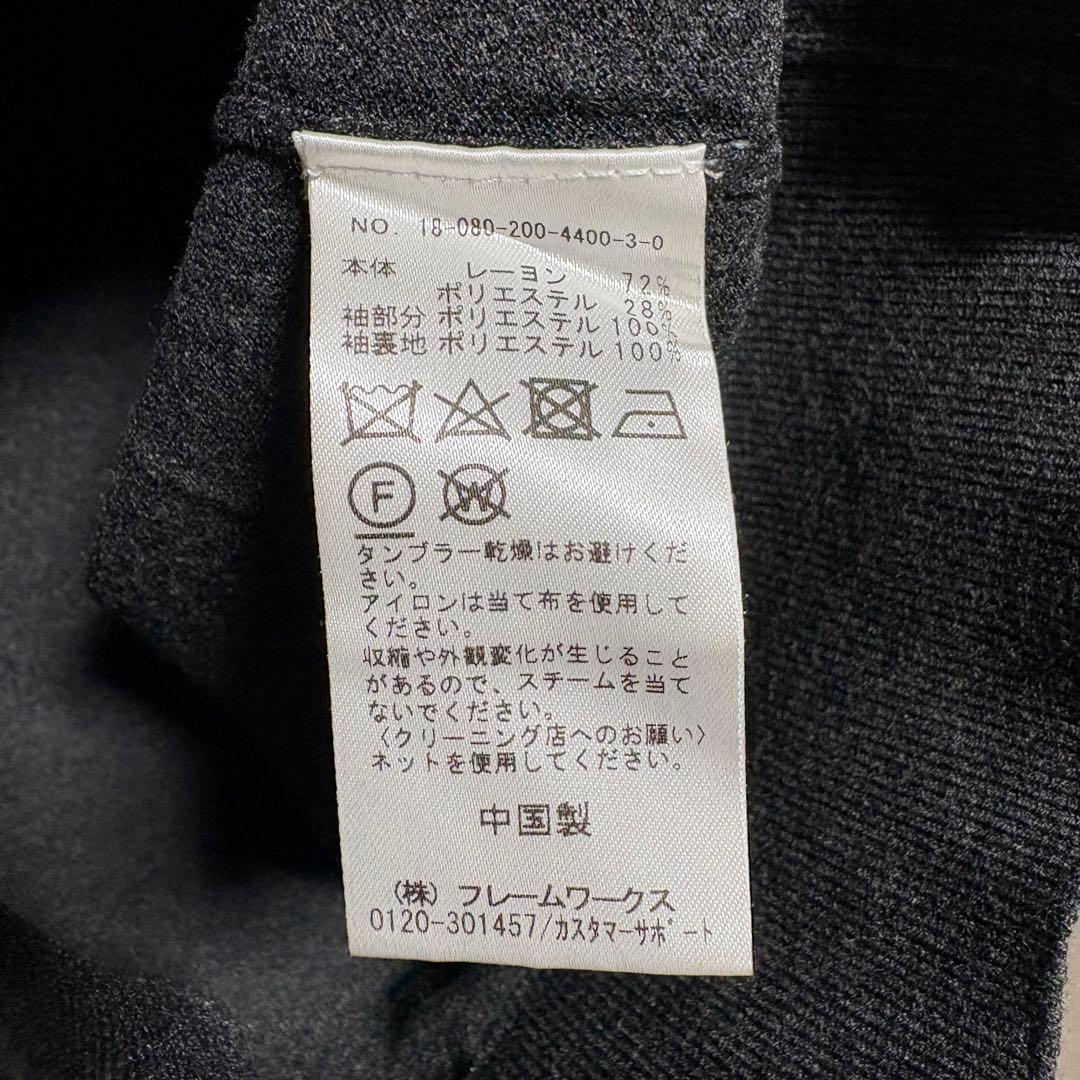 NO. 18-080-200-4400-3-0
本体 レーヨン 72%
ポリエステル 28%
袖部分 ポリエステル 100%
袖裏地 ポリエステル 100%
F W
タンブラー乾燥はお避けくだ
さい。
アイロンは当て布を使用して
ください。
収縮や外観変化が生じること
があるので、スチームを当て
ないでください。
〈クリーニング店へのお願い〉
ネットを使用してください。
中国製
(株) フレームワークス
0120-301457/カスタマーサポート